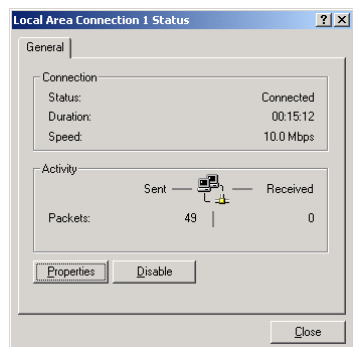 Local Area Connection 1 Status
General
Connection
Status: Connected
Duration: 00:15:12
Speed: 10.0 Mbps
Activity
Sent Received
Packets: 49 0
Properties Disable
Close